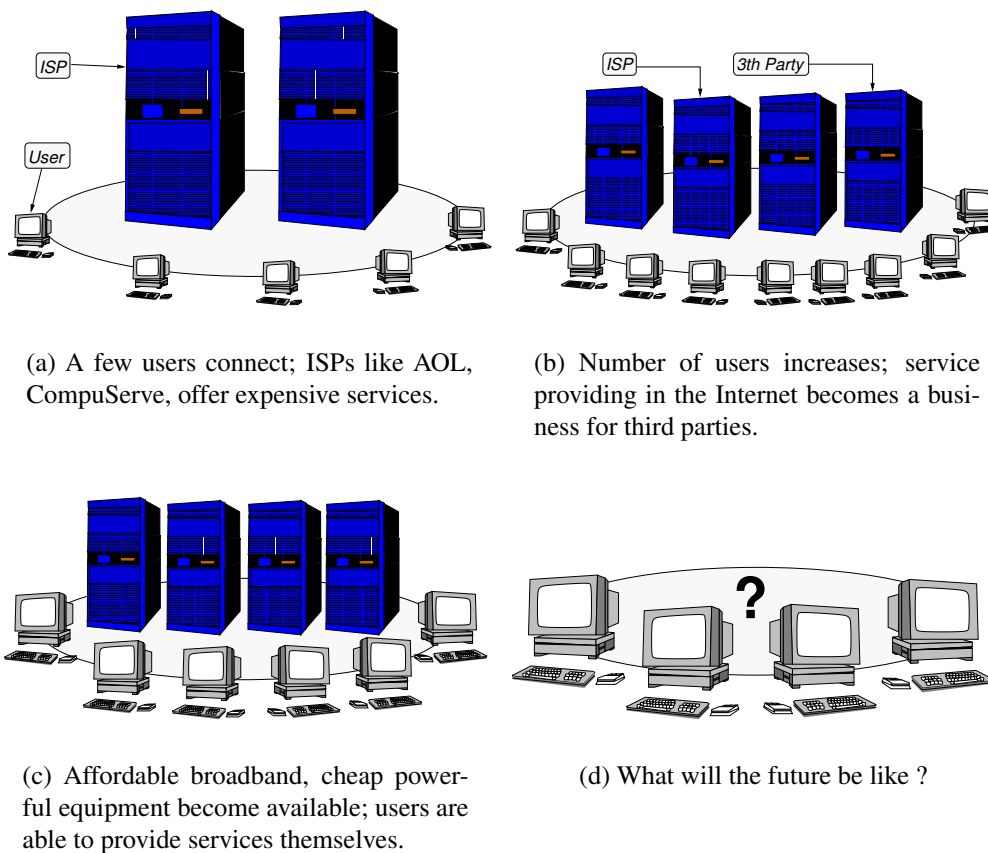 ISP
User
ISP
3th Party
(a) A few users connect; ISPs like AOL,
CompuServe, offer expensive services.
(b) Number of users increases; service
providing in the Internet becomes a busi-
ness for third parties.
?
(c) Affordable broadband, cheap power-
ful equipment become available; users are
able to provide services themselves.
(d) What will the future be like ?